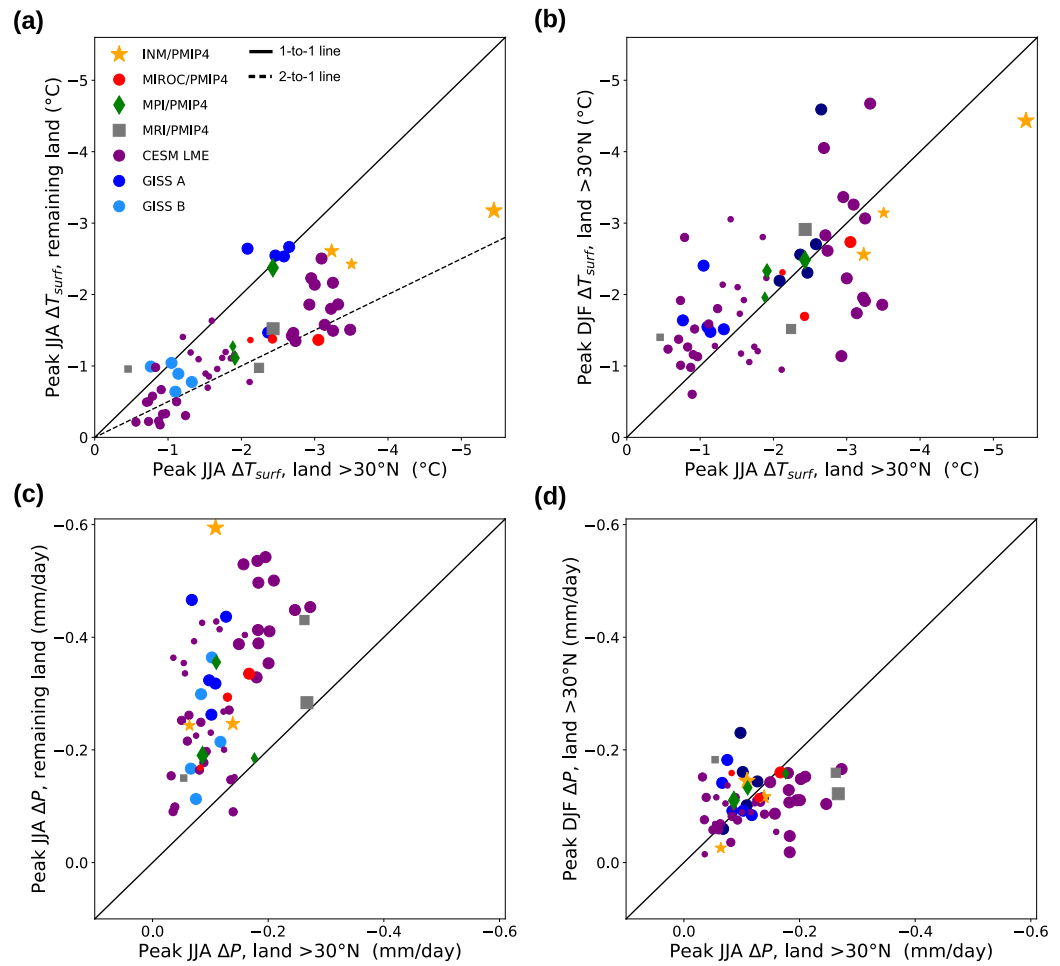 (a)
INM/PMIP4
MIROC/PMIP4
MPI/PMIP4
MRI/PMIP4
CESM LME
GISS A
GISS B
1-to-1 line
2-to-1 line
Peak JJA ΔT_surf, remaining land (°C)
−5
−4
−3
−2
−1
0
0 −1 −2 −3 −4 −5
Peak JJA ΔT_surf, land >30°N (°C)
(b)
Peak DJF ΔT_surf, land >30°N (°C)
−5
−4
−3
−2
−1
0
0 −1 −2 −3 −4 −5
Peak JJA ΔT_surf, land >30°N (°C)
(c)
Peak JJA ΔP, remaining land (mm/day)
−0.6
−0.4
−0.2
0.0
0.0 −0.2 −0.4 −0.6
Peak JJA ΔP, land >30°N (mm/day)
(d)
Peak DJF ΔP, land >30°N (mm/day)
−0.6
−0.4
−0.2
0.0
0.0 −0.2 −0.4 −0.6
Peak JJA ΔP, land >30°N (mm/day)